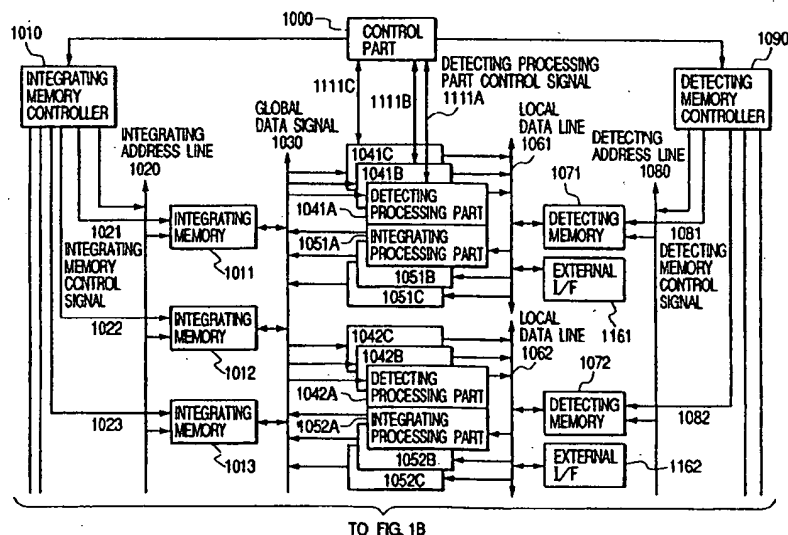 1000
CONTROL
PART
1010
INTEGRATING
MEMORY
CONTROLLER
1090
DETECTING
MEMORY
CONTROLLER
1111C
1111B
DETECTING PROCESSING
PART CONTROL SIGNAL
1111A
INTEGRATING
ADDRESS LINE
1020
GLOBAL
DATA SIGNAL
1030
LOCAL
DATA LINE
1061
DETECTING
ADDRESS LINE
1080
1041C
1041B
DETECTING
PROCESSING PART
1041A
INTEGRATING
PROCESSING PART
1051A
1051B
1051C
1021
INTEGRATING
MEMORY
CONTROL
SIGNAL
INTEGRATING
MEMORY
1011
1071
DETECTING
MEMORY
1081
DETECTING
MEMORY
CONTROL
SIGNAL
EXTERNAL
I/F
1161
1022
INTEGRATING
MEMORY
1012
LOCAL
DATA LINE
1062
1042C
1042B
DETECTING
PROCESSING PART
1042A
INTEGRATING
PROCESSING PART
1052A
1052B
1052C
1023
INTEGRATING
MEMORY
1013
1072
DETECTING
MEMORY
1082
EXTERNAL
I/F
1162
TO FIG. 1B